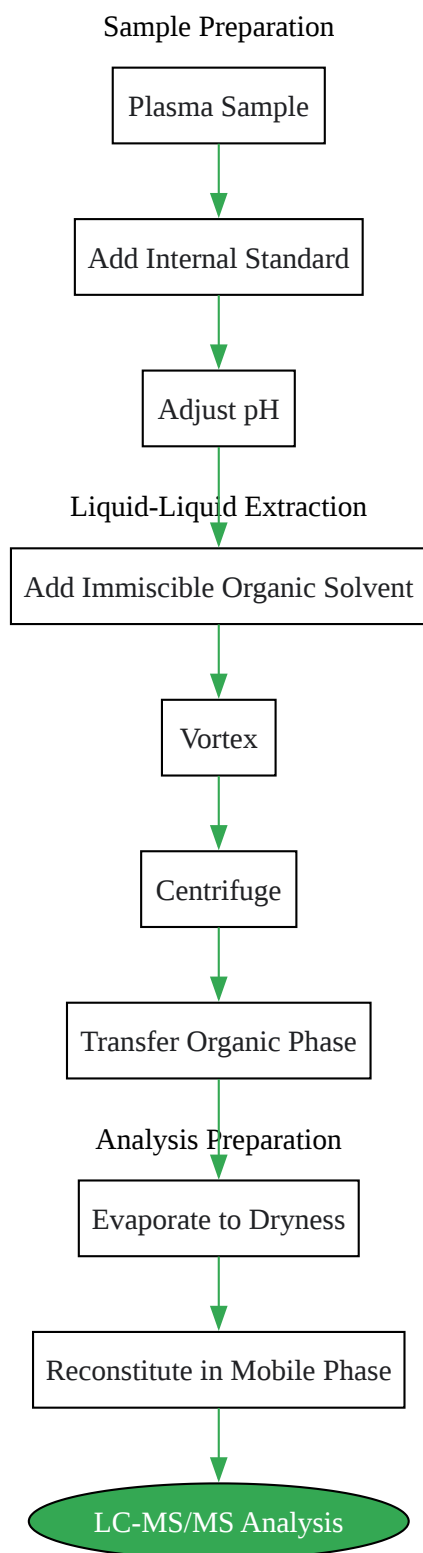 Sample Preparation
Plasma Sample
Add Internal Standard
Adjust pH
Liquid-Liquid Extraction
Add Immiscible Organic Solvent
Vortex
Centrifuge
Transfer Organic Phase
Analysis Preparation
Evaporate to Dryness
Reconstitute in Mobile Phase
LC-MS/MS Analysis